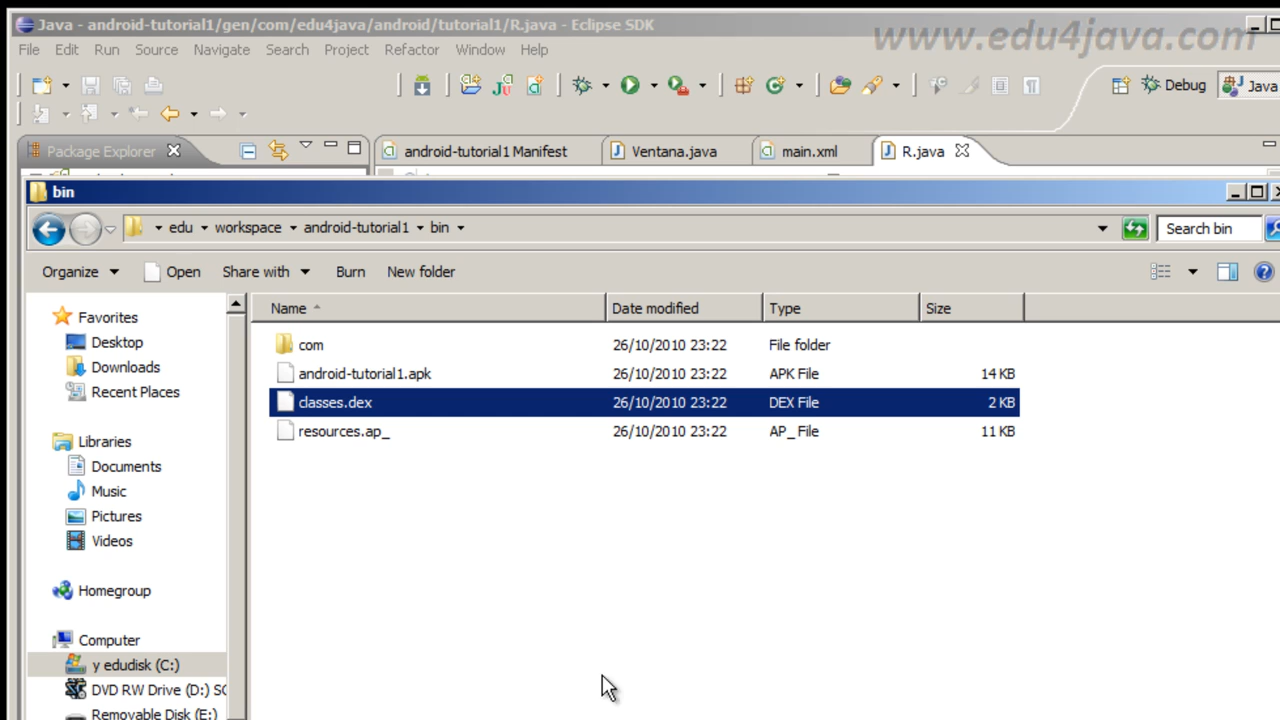 Java - android-tutorial1/gen/com/edu4java/android/tutorial1/R.java - Eclipse SDK
www.edu4java.com
File Edit Run Source Navigate Search Project Refactor Window Help
Debug Java
Package Explorer android-tutorial1 Manifest Ventana.java main.xml R.java
bin
edu workspace android-tutorial1 bin Search bin
Organize Open Share with Burn New folder
Name Date modified Type Size
Favorites
Desktop
Downloads
Recent Places
Libraries
Documents
Music
Pictures
Videos
Homegroup
Computer
y edudisk (C:)
DVD RW Drive (D:) SC
Removable Disk (E:)
com 26/10/2010 23:22 File folder
android-tutorial1.apk 26/10/2010 23:22 APK File 14 KB
classes.dex 26/10/2010 23:22 DEX File 2 KB
resources.ap_ 26/10/2010 23:22 AP_ File 11 KB